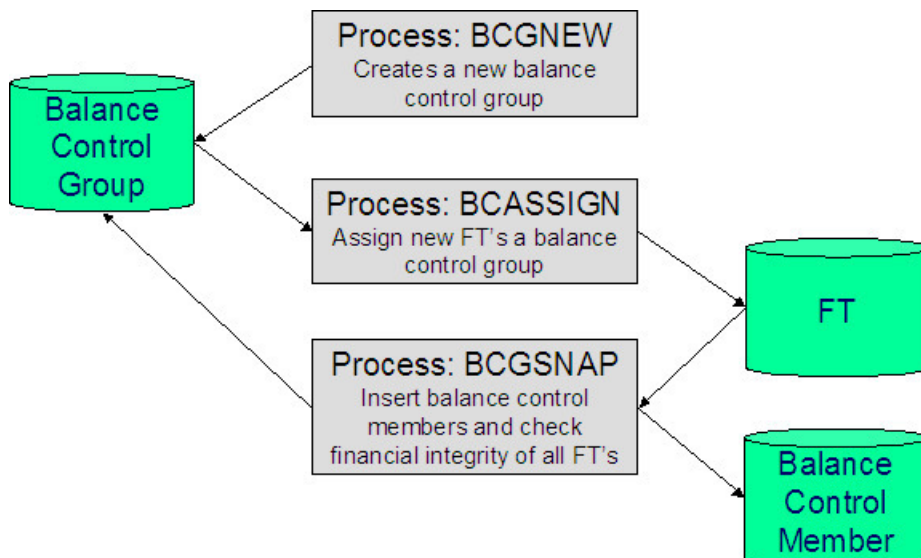 Process: BCGNEW
Creates a new balance
control group
Balance
Control
Group
Process: BCASSIGN
Assign new FT's a balance
control group
FT
Process: BCGSNAP
Insert balance control
members and check
financial integrity of all FT's
Balance
Control
Member